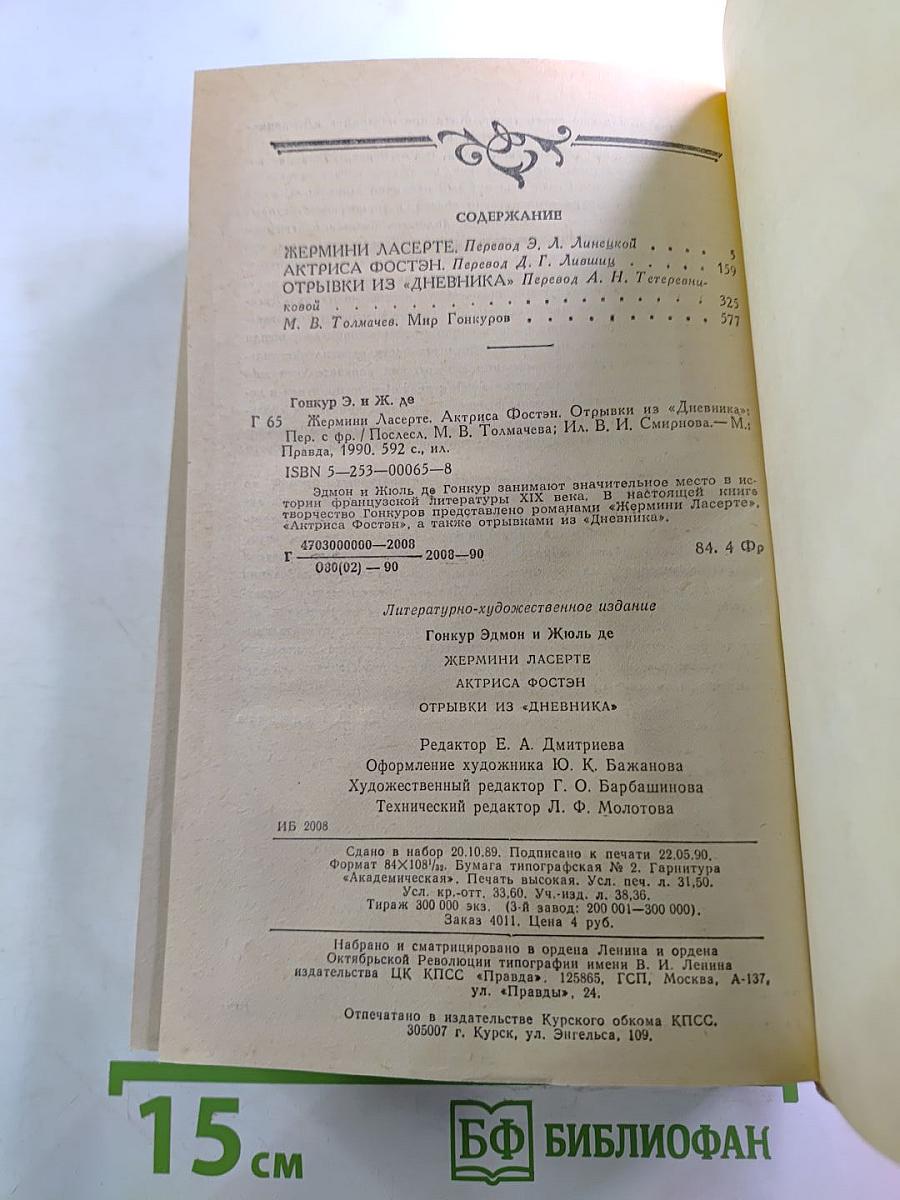 СОДЕРЖАНИЕ
ЖЕРМИНИ ЛАСЕРТЕ. Перевод Э. Л. Линецкой . . . . 5
АКТРИСА ФОСТЭН. Перевод Д. Г. Лившиц . . . . . 159
ОТРЫВКИ ИЗ «ДНЕВНИКА» Перевод А. Н. Тетеревни-
ковой . . . . . . . . . . . . . . . . . . . 325
М. В. Толмачев. Мир Гонкуров . . . . . . . . . . 577
Гонкур Э. и Ж. де
Г 65 Жермини Ласерте. Актриса Фостэн. Отрывки из «Дневника»:
Пер. с фр. / Послесл. М. В. Толмачева; Ил. В. И. Смирнова.— М.:
Правда, 1990. 592 с., ил.
ISBN 5—253—00065—8
Эдмон и Жюль де Гонкур занимают значительное место в ис-
тории французской литературы XIX века. В настоящей книге
творчество Гонкуров представлено романами «Жермини Ласерте»,
«Актриса Фостэн», а также отрывками из «Дневника».
Г 4703000000—2008 2008—90 84. 4 Фр
080(02) — 90
Литературно-художественное издание
Гонкур Эдмон и Жюль де
ЖЕРМИНИ ЛАСЕРТЕ
АКТРИСА ФОСТЭН
ОТРЫВКИ ИЗ «ДНЕВНИКА»
Редактор Е. А. Дмитриева
Оформление художника Ю. К. Бажанова
Художественный редактор Г. О. Барбашинова
Технический редактор Л. Ф. Молотова
ИБ 2008
Сдано в набор 20.10.89. Подписано к печати 22.05.90.
Формат 84×108¹/₃₂. Бумага типографская № 2. Гарнитура
«Академическая». Печать высокая. Усл. печ. л. 31,50.
Усл. кр.-отт. 33,60. Уч.-изд. л. 38,36.
Тираж 300 000 экз. (3-й завод: 200 001—300 000).
Заказ 4011. Цена 4 руб.
Набрано и сматрицировано в ордена Ленина и ордена
Октябрьской Революции типографии имени В. И. Ленина
издательства ЦК КПСС «Правда». 125865, ГСП, Москва, А-137,
ул. «Правды», 24.
Отпечатано в издательстве Курского обкома КПСС.
305007 г. Курск, ул. Энгельса, 109.
15 см
БФ БИБЛИОФАН